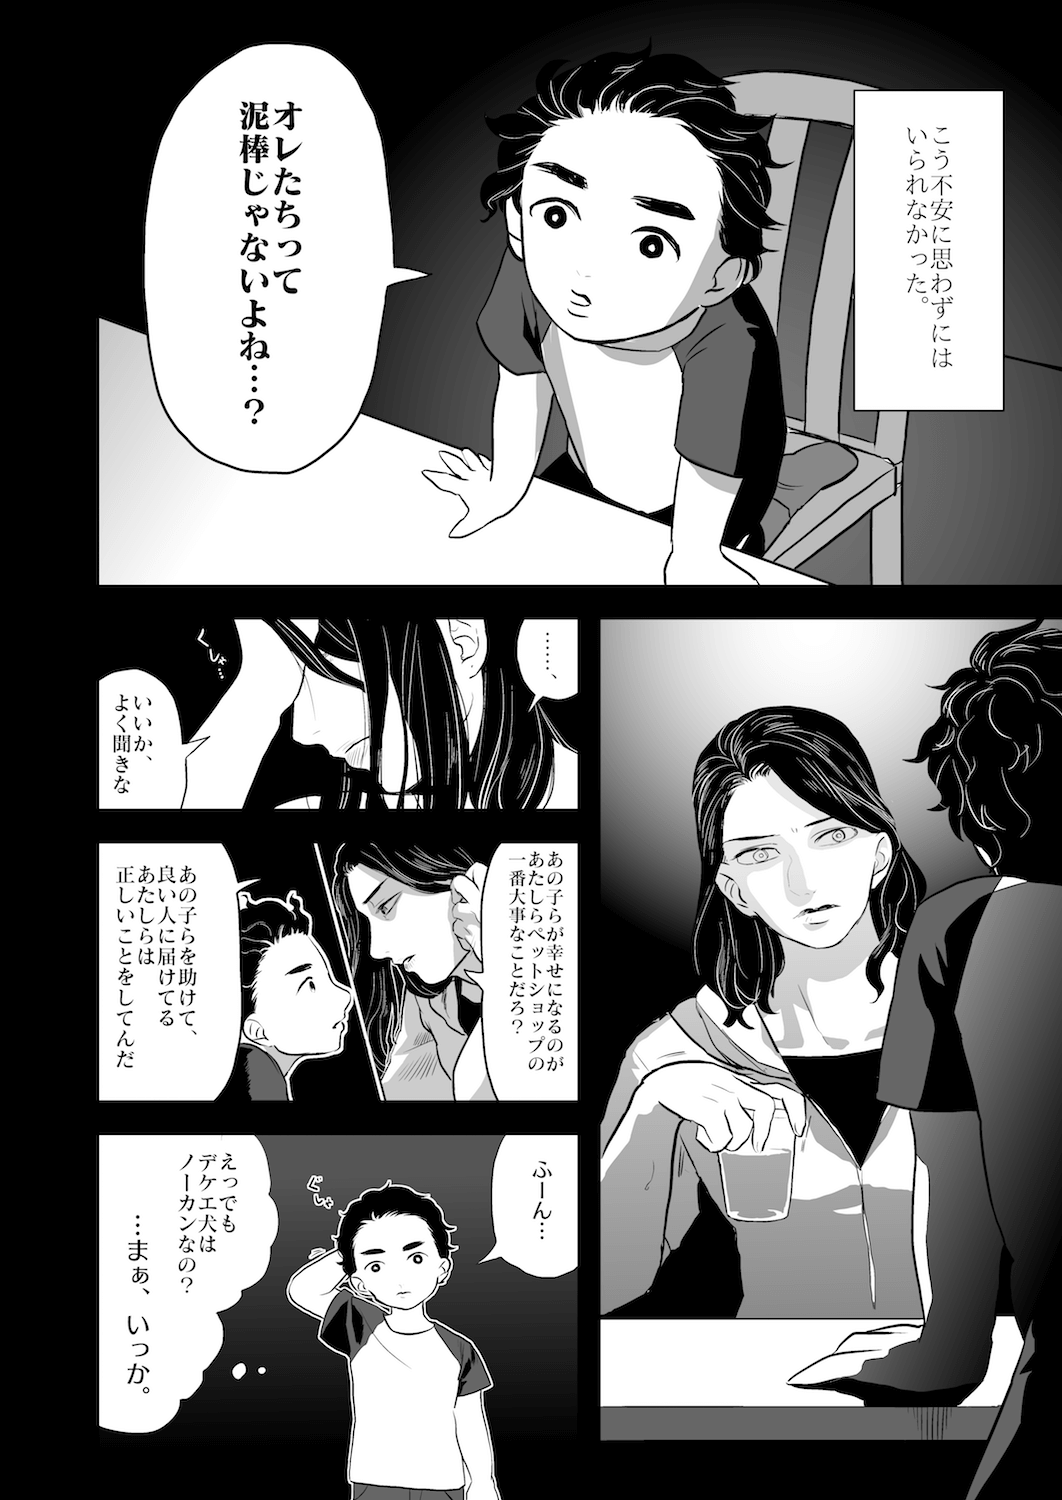 こう不安に思わずには
いられなかった。
オレたちって
泥棒じゃないよね…？
……、
くしゃ…
いいか、
よく聞きな
あの子らが幸せになるのが
あたしらペットショップの
一番大事なことだろ？
あの子らを助けて、
良い人に届けてる
あたしらは
正しいことをしてんだ
ふーん…
ぐしゃ
えっでも
デケエ犬は
ノーカンなの？
…まぁ、いっか。